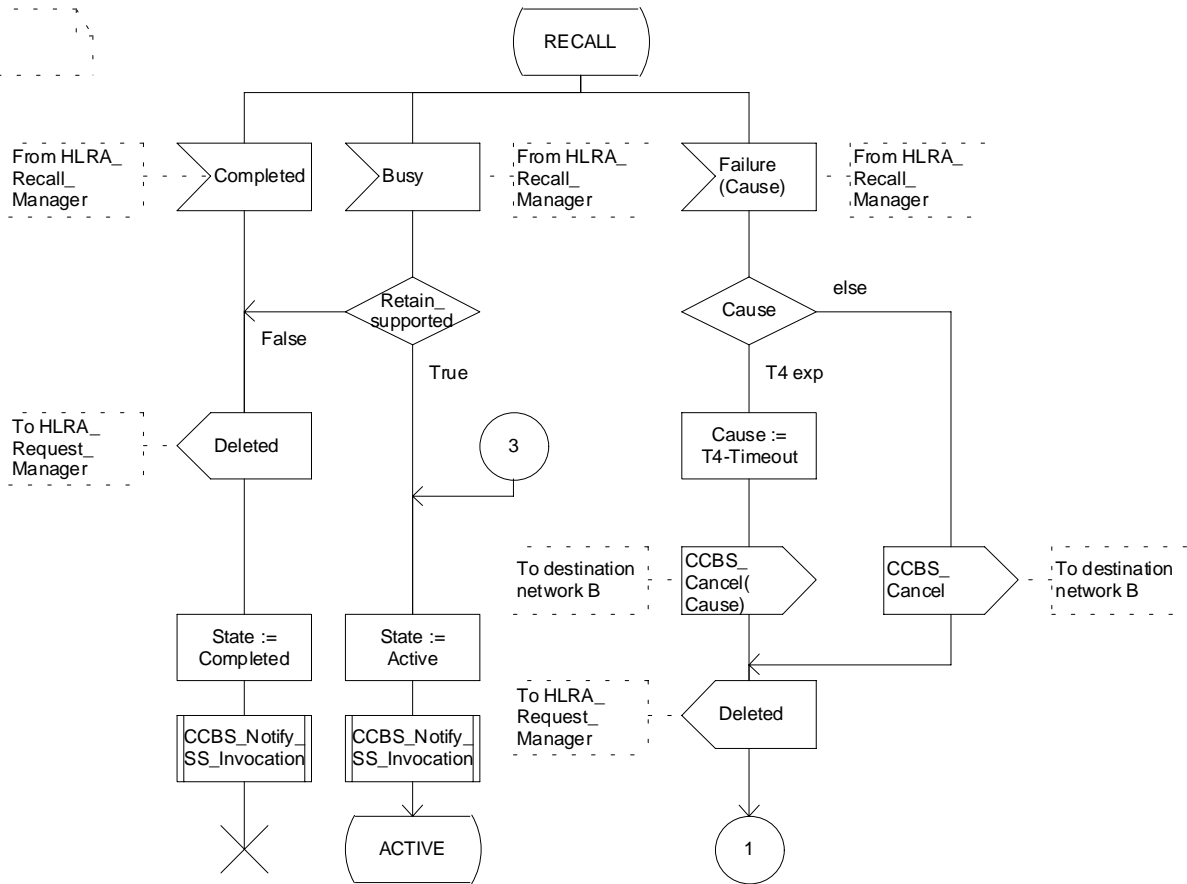 RECALL
From HLRA_
Recall_
Manager
Completed
Busy
From HLRA_
Recall_
Manager
Failure
(Cause)
From HLRA_
Recall_
Manager
Retain_
supported
False
True
Cause
else
T4 exp
To HLRA_
Request_
Manager
Deleted
3
Cause :=
T4-Timeout
To destination
network B
CCBS_
Cancel(
Cause)
CCBS_
Cancel
To destination
network B
State :=
Completed
State :=
Active
To HLRA_
Request_
Manager
Deleted
CCBS_Notify_
SS_Invocation
CCBS_Notify_
SS_Invocation
ACTIVE
1